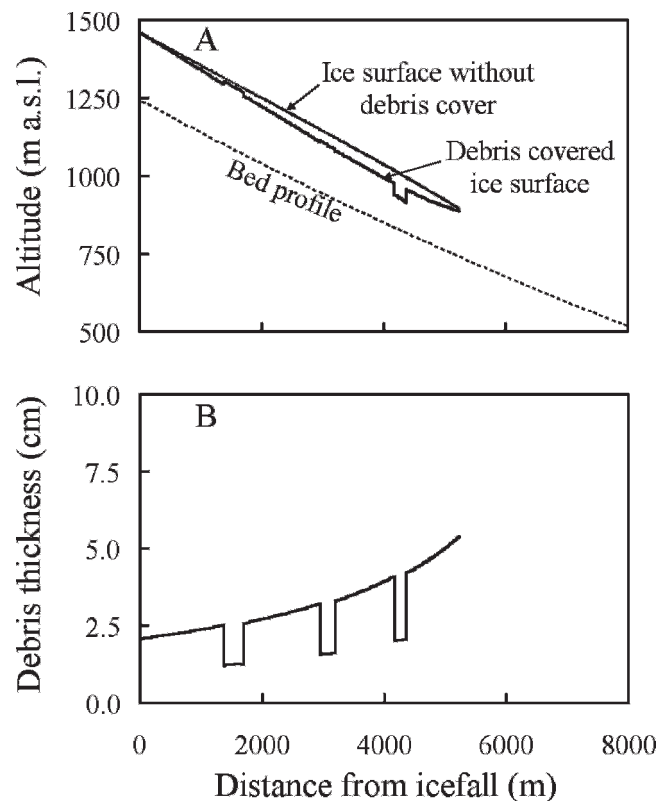 1500
A
Ice surface without
debris cover
1250
Altitude (m a.s.l.)
1000
Debris covered
ice surface
Bed profile
750
500
10.0
B
Debris thickness (cm)
7.5
5.0
2.5
0.0
0
2000
4000
6000
8000
Distance from icefall (m)